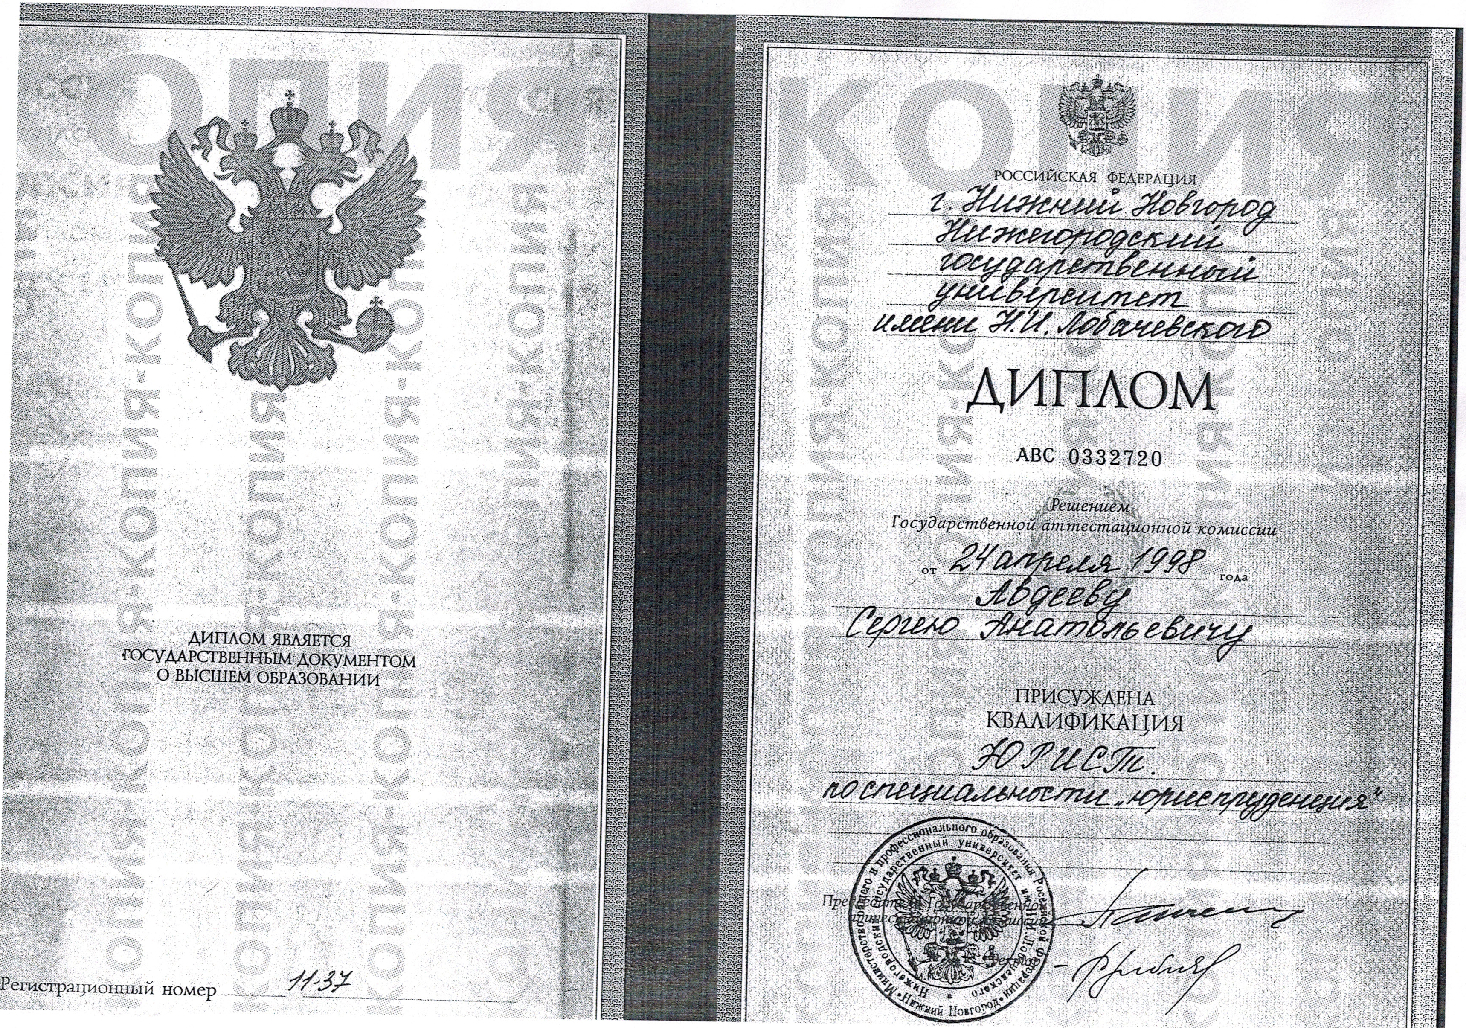 КОПИЯ
ДИПЛОМ ЯВЛЯЕТСЯ
ГОСУДАРСТВЕННЫМ ДОКУМЕНТОМ
О ВЫСШЕМ ОБРАЗОВАНИИ
Регистрационный номер 11-37
КОПИЯ
РОССИЙСКАЯ ФЕДЕРАЦИЯ
г. Нижний Новгород
Нижегородский
государственный
университет
имени Н.И. Лобачевского
ДИПЛОМ
АВС 0332720
Решением
Государственной аттестационной комиссии
от 24 апреля 1998 года
Авдееву
Сергею Анатольевичу
ПРИСУЖДЕНА
КВАЛИФИКАЦИЯ
ЮРИСТ.
по специальности „юриспруденция"